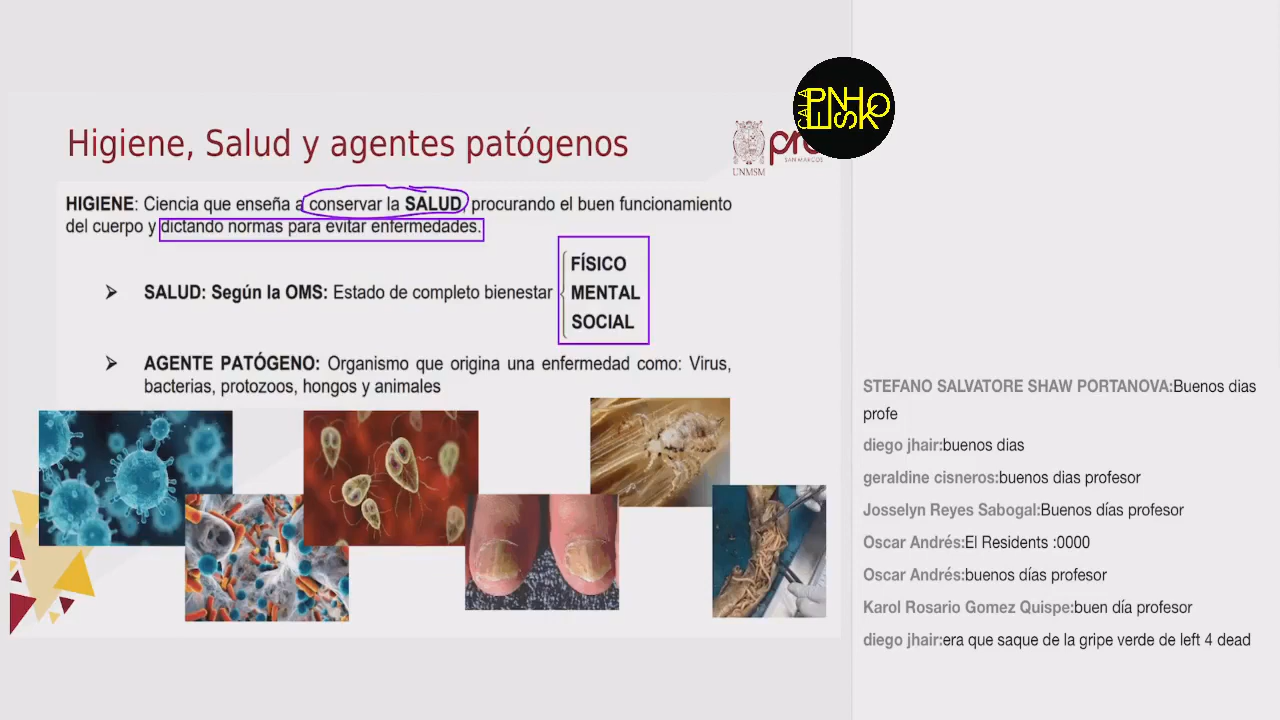 Higiene, Salud y agentes patógenos
UNMSM
SAN MARCOS
CALA
PENHOSK
HIGIENE: Ciencia que enseña a conservar la SALUD, procurando el buen funcionamiento
del cuerpo y dictando normas para evitar enfermedades.
SALUD: Según la OMS: Estado de completo bienestar
FÍSICO
MENTAL
SOCIAL
AGENTE PATÓGENO: Organismo que origina una enfermedad como: Virus,
bacterias, protozoos, hongos y animales
STEFANO SALVATORE SHAW PORTANOVA:Buenos dias
profe
diego jhair:buenos dias
geraldine cisneros:buenos dias profesor
Josselyn Reyes Sabogal:Buenos días profesor
Oscar Andrés:El Residents :0000
Oscar Andrés:buenos días profesor
Karol Rosario Gomez Quispe:buen día profesor
diego jhair:era que saque de la gripe verde de left 4 dead